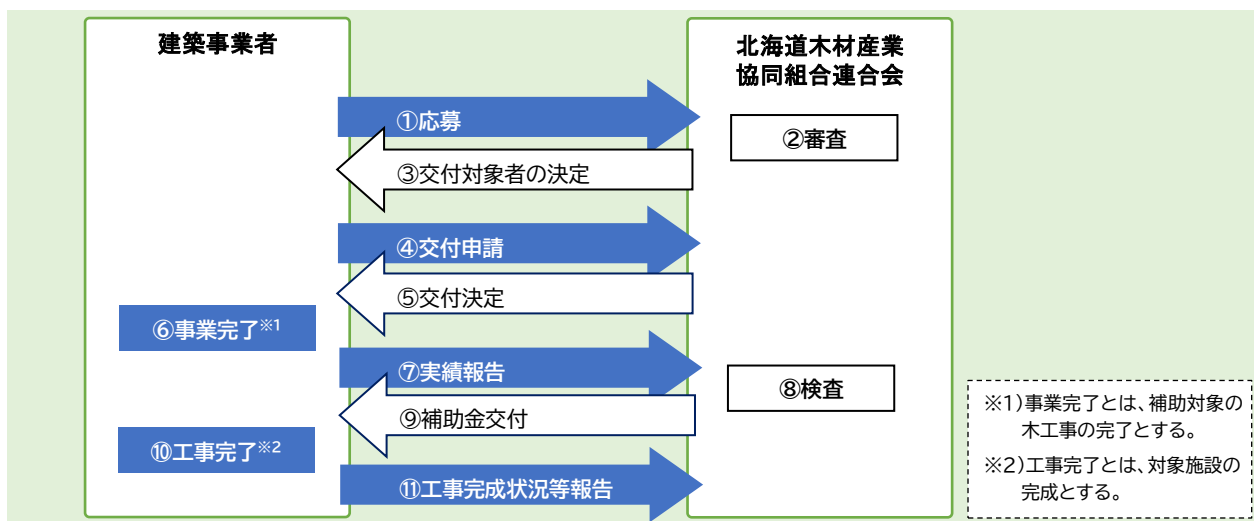 建築事業者
北海道木材産業
協同組合連合会
①応募
②審査
③交付対象者の決定
④交付申請
⑤交付決定
⑥事業完了※1
⑦実績報告
⑧検査
⑨補助金交付
⑩工事完了※2
⑪工事完成状況等報告
※1)事業完了とは、補助対象の
木工事の完了とする。
※2)工事完了とは、対象施設の
完成とする。